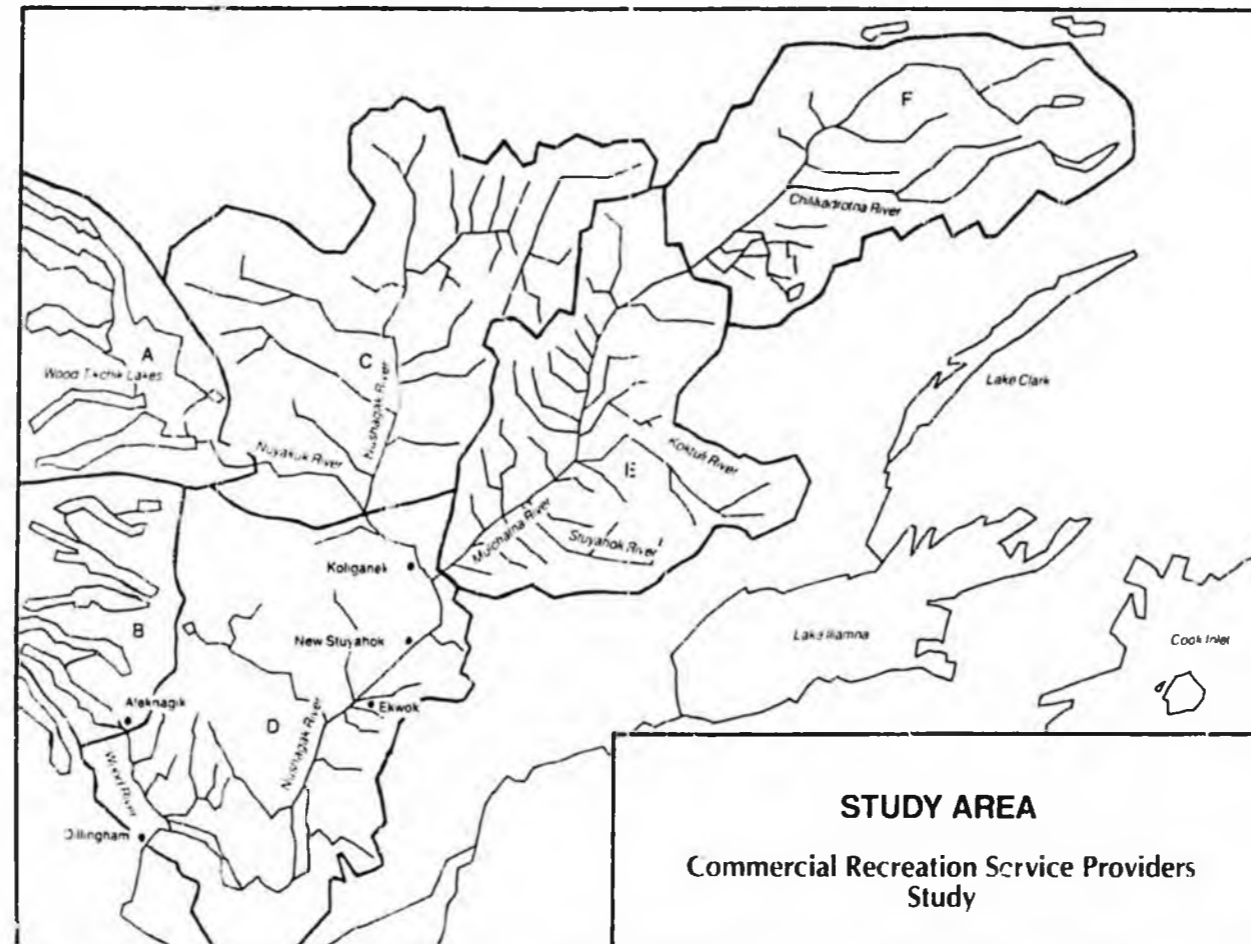 F
Chilikadrotna River
A
Wood Tikchik Lakes
C
Nushagak River
Lake Clark
Nuyakuk River
Koktuli River
E
Mulchatna River
Stuyahok River
Koliganek
B
New Stuyahok
Lake Iliamna
Cook Inlet
Aleknagik
Ekwok
D
Nushagak River
Wood River
Dillingham
STUDY AREA
Commercial Recreation Service Providers
Study